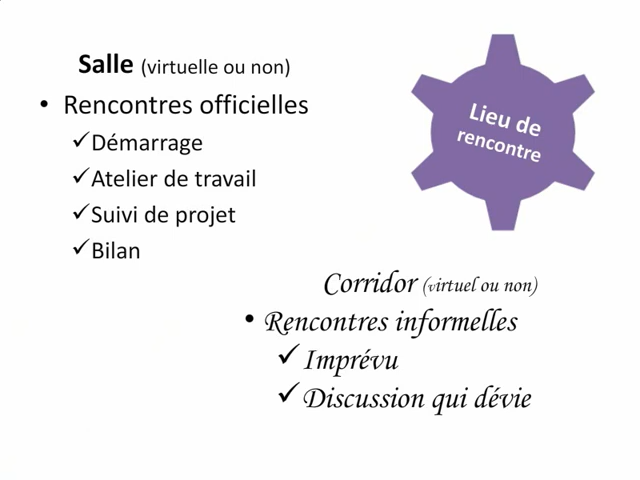 Salle (virtuelle ou non)
• Rencontres officielles
✓Démarrage
✓Atelier de travail
✓Suivi de projet
✓Bilan
Lieu de
rencontre
Corridor (virtuel ou non)
• Rencontres informelles
✓ Imprévu
✓ Discussion qui dévie